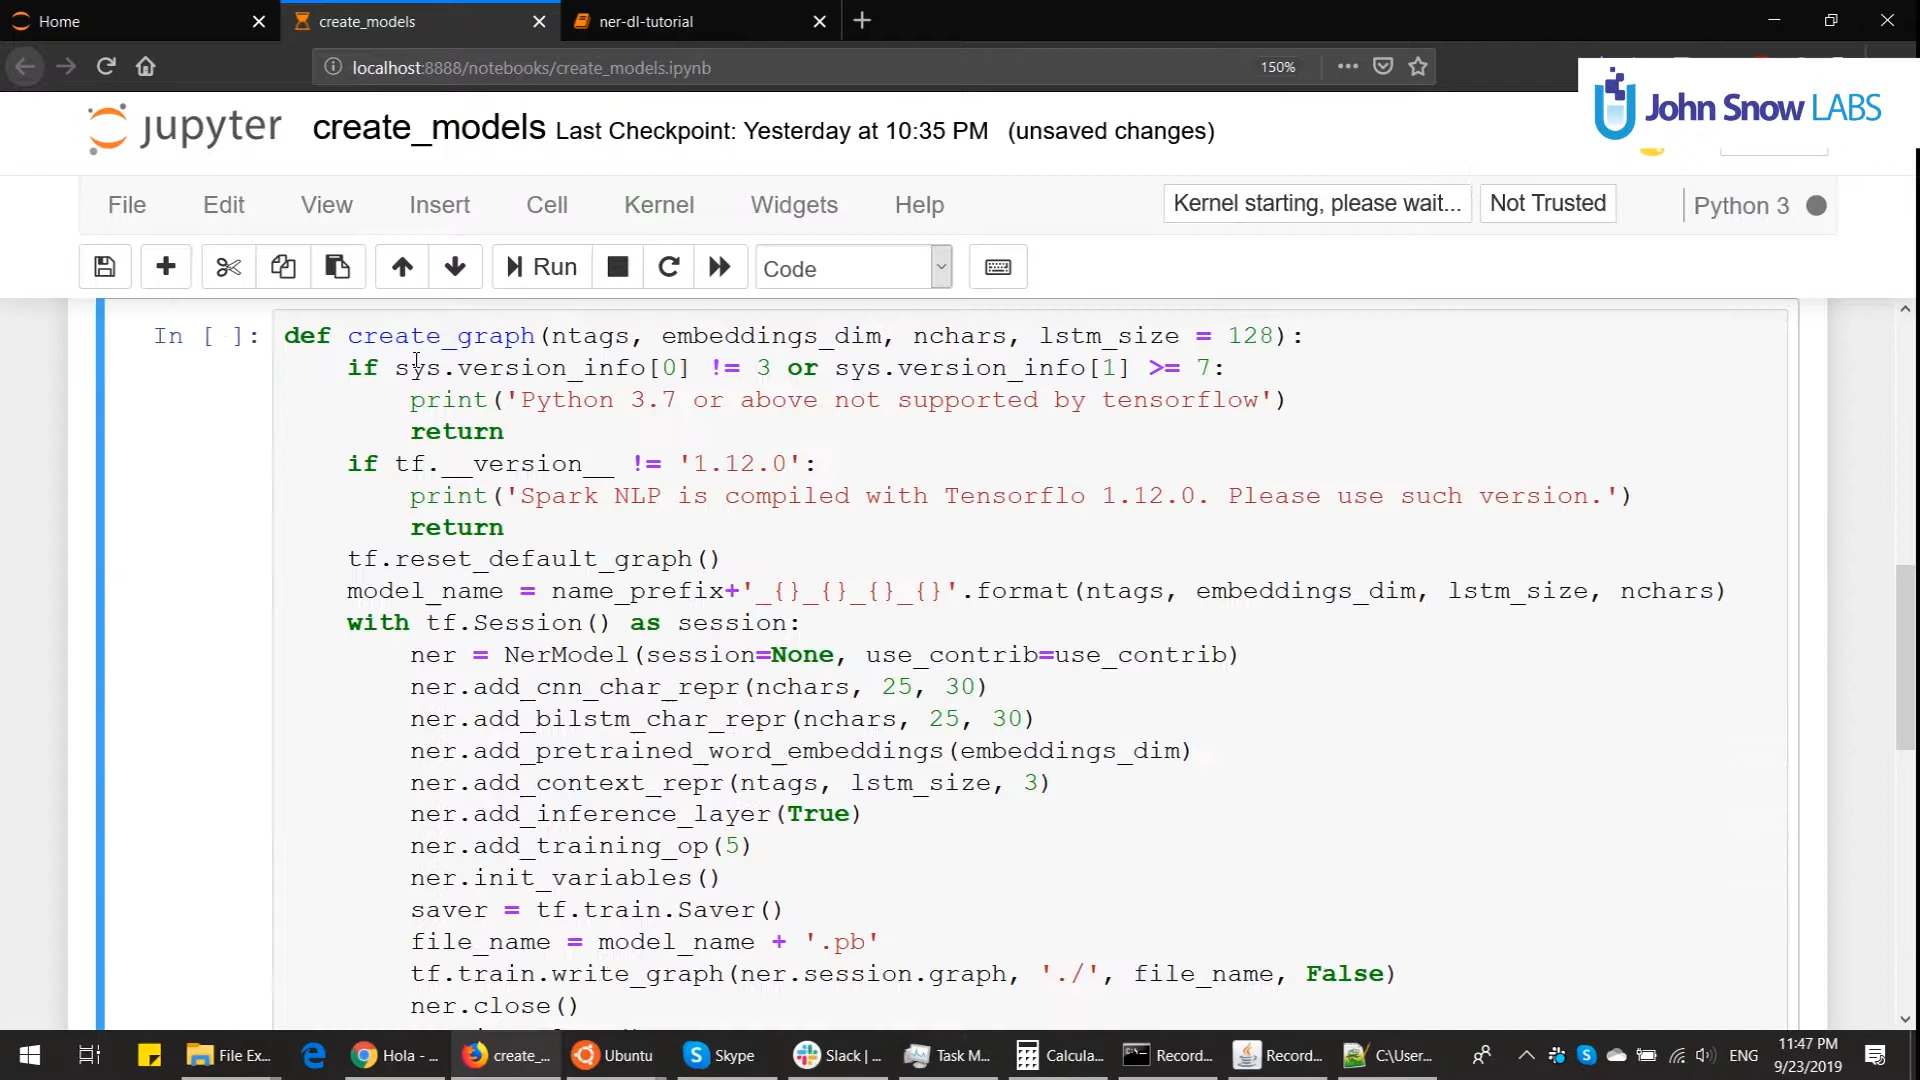 Home
create_models
ner-dl-tutorial
localhost:8888/notebooks/create_models.ipynb
150%
John Snow LABS
jupyter create_models Last Checkpoint: Yesterday at 10:35 PM (unsaved changes)
File Edit View Insert Cell Kernel Widgets Help
Kernel starting, please wait... Not Trusted Python 3
Run Code
In [ ]: def create_graph(ntags, embeddings_dim, nchars, lstm_size = 128):
if sys.version_info[0] != 3 or sys.version_info[1] >= 7:
print('Python 3.7 or above not supported by tensorflow')
return
if tf.__version__ != '1.12.0':
print('Spark NLP is compiled with Tensorflo 1.12.0. Please use such version.')
return
tf.reset_default_graph()
model_name = name_prefix+'_{}_{}_{}_{}'.format(ntags, embeddings_dim, lstm_size, nchars)
with tf.Session() as session:
ner = NerModel(session=None, use_contrib=use_contrib)
ner.add_cnn_char_repr(nchars, 25, 30)
ner.add_bilstm_char_repr(nchars, 25, 30)
ner.add_pretrained_word_embeddings(embeddings_dim)
ner.add_context_repr(ntags, lstm_size, 3)
ner.add_inference_layer(True)
ner.add_training_op(5)
ner.init_variables()
saver = tf.train.Saver()
file_name = model_name + '.pb'
tf.train.write_graph(ner.session.graph, './', file_name, False)
ner.close()
File Ex... Hola - ... create_... Ubuntu Skype Slack | ... Task M... Calcula... Record... Record... C:\User... ENG
11:47 PM
9/23/2019